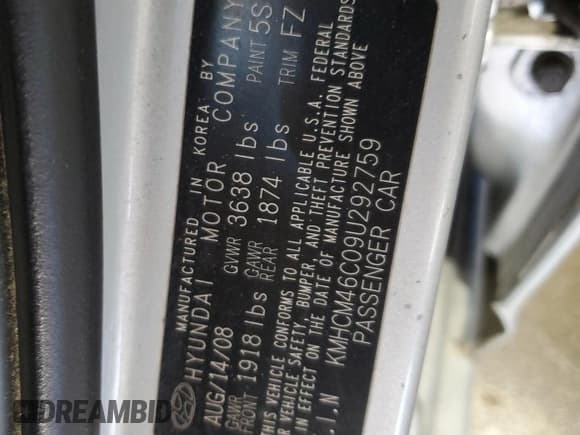 MANUFACTURED IN KOREA BY
HYUNDAI MOTOR COMPANY
AUG/14/08 GVWR 3638 lbs PAINT 5S
GAWR FRONT 1918 lbs GAWR REAR 1874 lbs TRIM FZ
THIS VEHICLE CONFORMS TO ALL APPLICABLE U.S.A. FEDERAL
VEHICLE SAFETY, BUMPER, AND THEFT PREVENTION STANDARDS
IN EFFECT ON THE DATE OF MANUFACTURE SHOWN ABOVE
.I.N KMHCM46C09U292759
PASSENGER CAR
DREAMBID